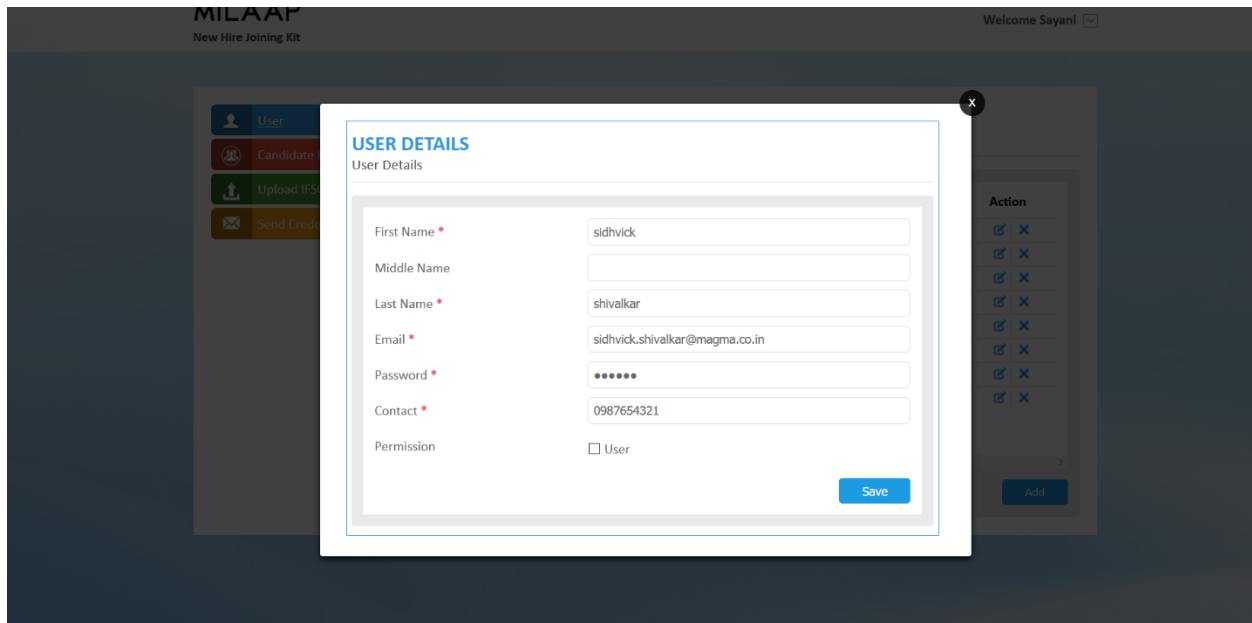 MILAAP
New Hire Joining Kit
Welcome Sayani
User
Candidate
Upload IFS
Send Crede
x
USER DETAILS
User Details
First Name * sidhvick
Middle Name
Last Name * shivalkar
Email * sidhvick.shivalkar@magma.co.in
Password * ●●●●●●
Contact * 0987654321
Permission User
Save
Action
Add